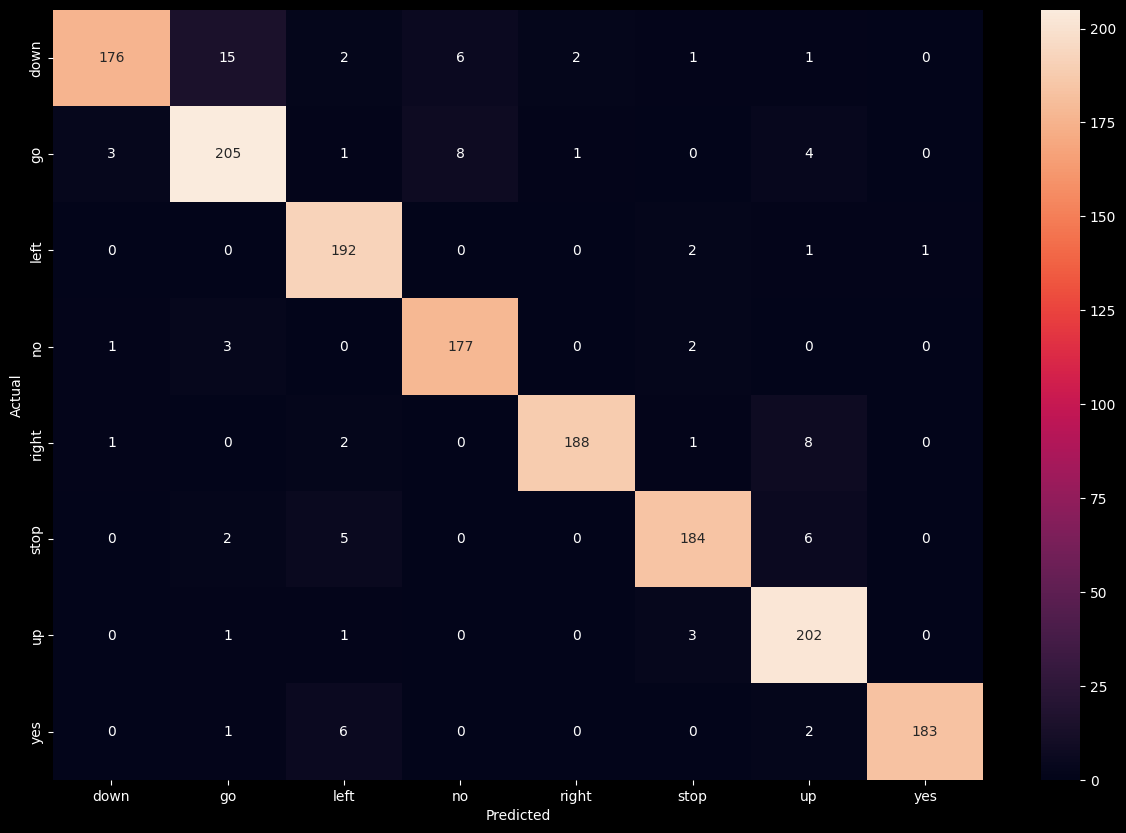 down 176 15 2 6 2 1 1 0
go 3 205 1 8 1 0 4 0
left 0 0 192 0 0 2 1 1
no 1 3 0 177 0 2 0 0
right 1 0 2 0 188 1 8 0
stop 0 2 5 0 0 184 6 0
up 0 1 1 0 0 3 202 0
yes 0 1 6 0 0 0 2 183
down go left no right stop up yes
Predicted
Actual
200
175
150
125
100
75
50
25
0